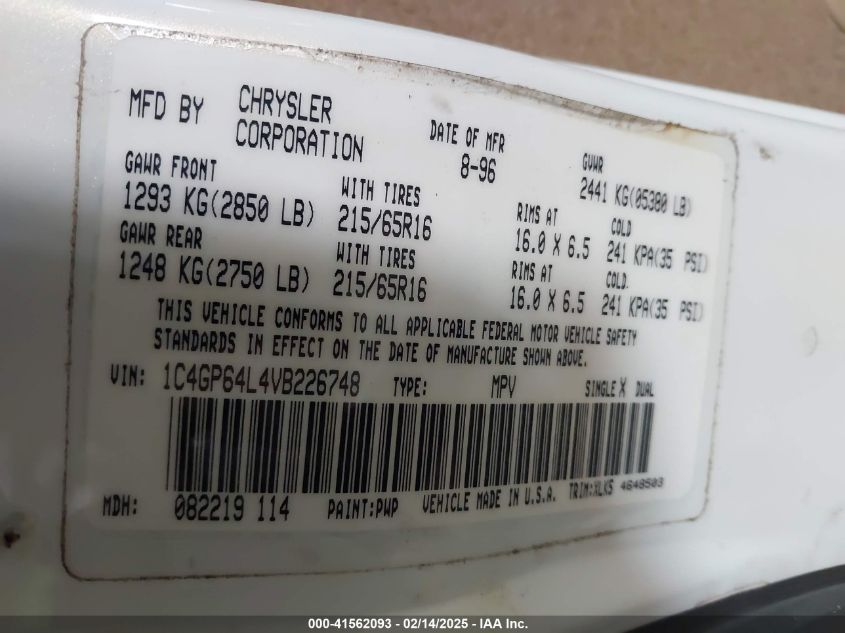 MFD BY CHRYSLER CORPORATION DATE OF MFR 8-96 GVWR 2441 KG(05380 LB)
GAWR FRONT 1293 KG(2850 LB) WITH TIRES 215/65R16 RIMS AT 16.0 X 6.5 COLD 241 KPA(35 PSI)
GAWR REAR 1248 KG(2750 LB) WITH TIRES 215/65R16 RIMS AT 16.0 X 6.5 COLD. 241 KPA(35 PSI)
THIS VEHICLE CONFORMS TO ALL APPLICABLE FEDERAL MOTOR VEHICLE SAFETY
STANDARDS IN EFFECT ON THE DATE OF MANUFACTURE SHOWN ABOVE.
VIN: 1C4GP64L4VB226748 TYPE: MPV SINGLE X DUAL
MDH: 082219 114 PAINT:PWP VEHICLE MADE IN U.S.A. TRIM:XLK5 4648503
000-41562093 - 02/14/2025 - IAAI Inc.